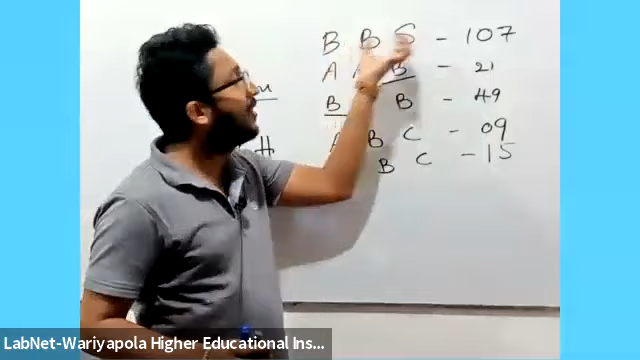 B B S - 107
A A B - 21
B B - 49
A B C - 09
B C - 15
H
LabNet-Wariyapola Higher Educational Ins...